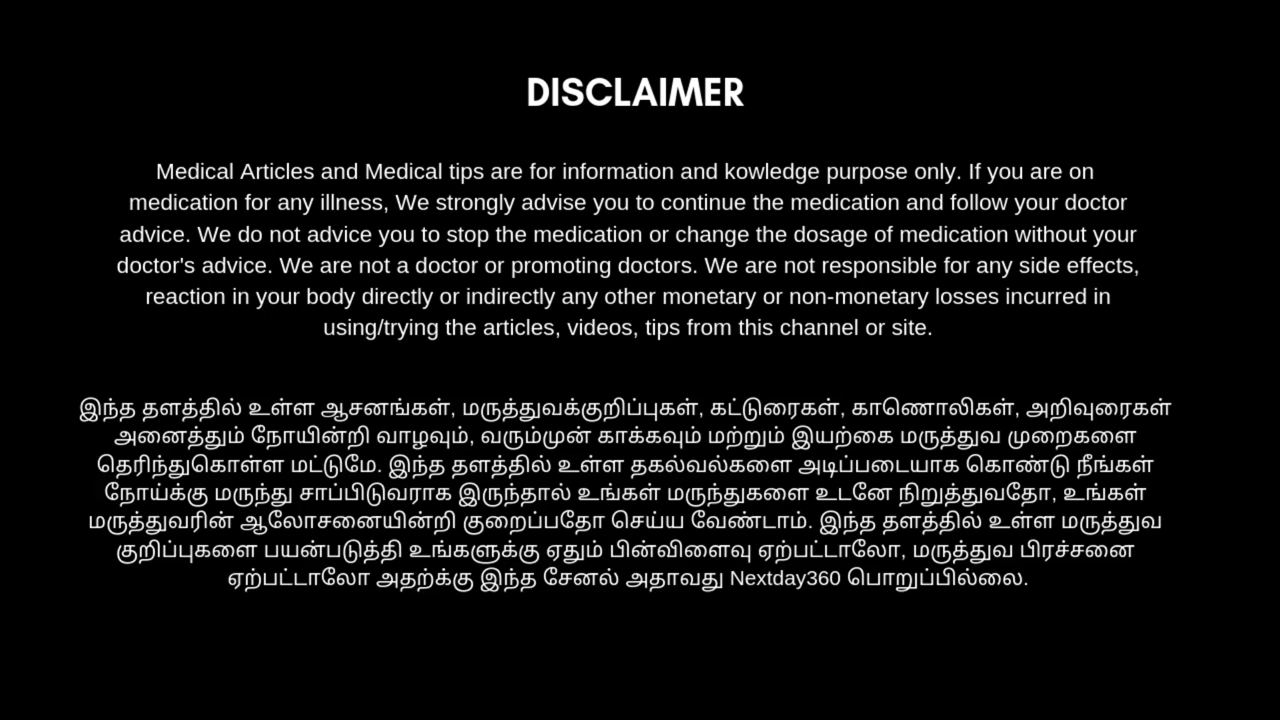 DISCLAIMER
Medical Articles and Medical tips are for information and kowledge purpose only. If you are on
medication for any illness, We strongly advise you to continue the medication and follow your doctor
advice. We do not advice you to stop the medication or change the dosage of medication without your
doctor's advice. We are not a doctor or promoting doctors. We are not responsible for any side effects,
reaction in your body directly or indirectly any other monetary or non-monetary losses incurred in
using/trying the articles, videos, tips from this channel or site.
இந்த தளத்தில் உள்ள ஆசனங்கள், மருத்துவக்குறிப்புகள், கட்டுரைகள், காணொலிகள், அறிவுரைகள்
அனைத்தும் நோயின்றி வாழவும், வரும்முன் காக்கவும் மற்றும் இயற்கை மருத்துவ முறைகளை
தெரிந்துகொள்ள மட்டுமே. இந்த தளத்தில் உள்ள தகல்வல்களை அடிப்படையாக கொண்டு நீங்கள்
நோய்க்கு மருந்து சாப்பிடுவராக இருந்தால் உங்கள் மருந்துகளை உடனே நிறுத்துவதோ, உங்கள்
மருத்துவரின் ஆலோசனையின்றி குறைப்பதோ செய்ய வேண்டாம். இந்த தளத்தில் உள்ள மருத்துவ
குறிப்புகளை பயன்படுத்தி உங்களுக்கு ஏதும் பின்விளைவு ஏற்பட்டாலோ, மருத்துவ பிரச்சனை
ஏற்பட்டாலோ அதற்க்கு இந்த சேனல் அதாவது Nextday360 பொறுப்பில்லை.